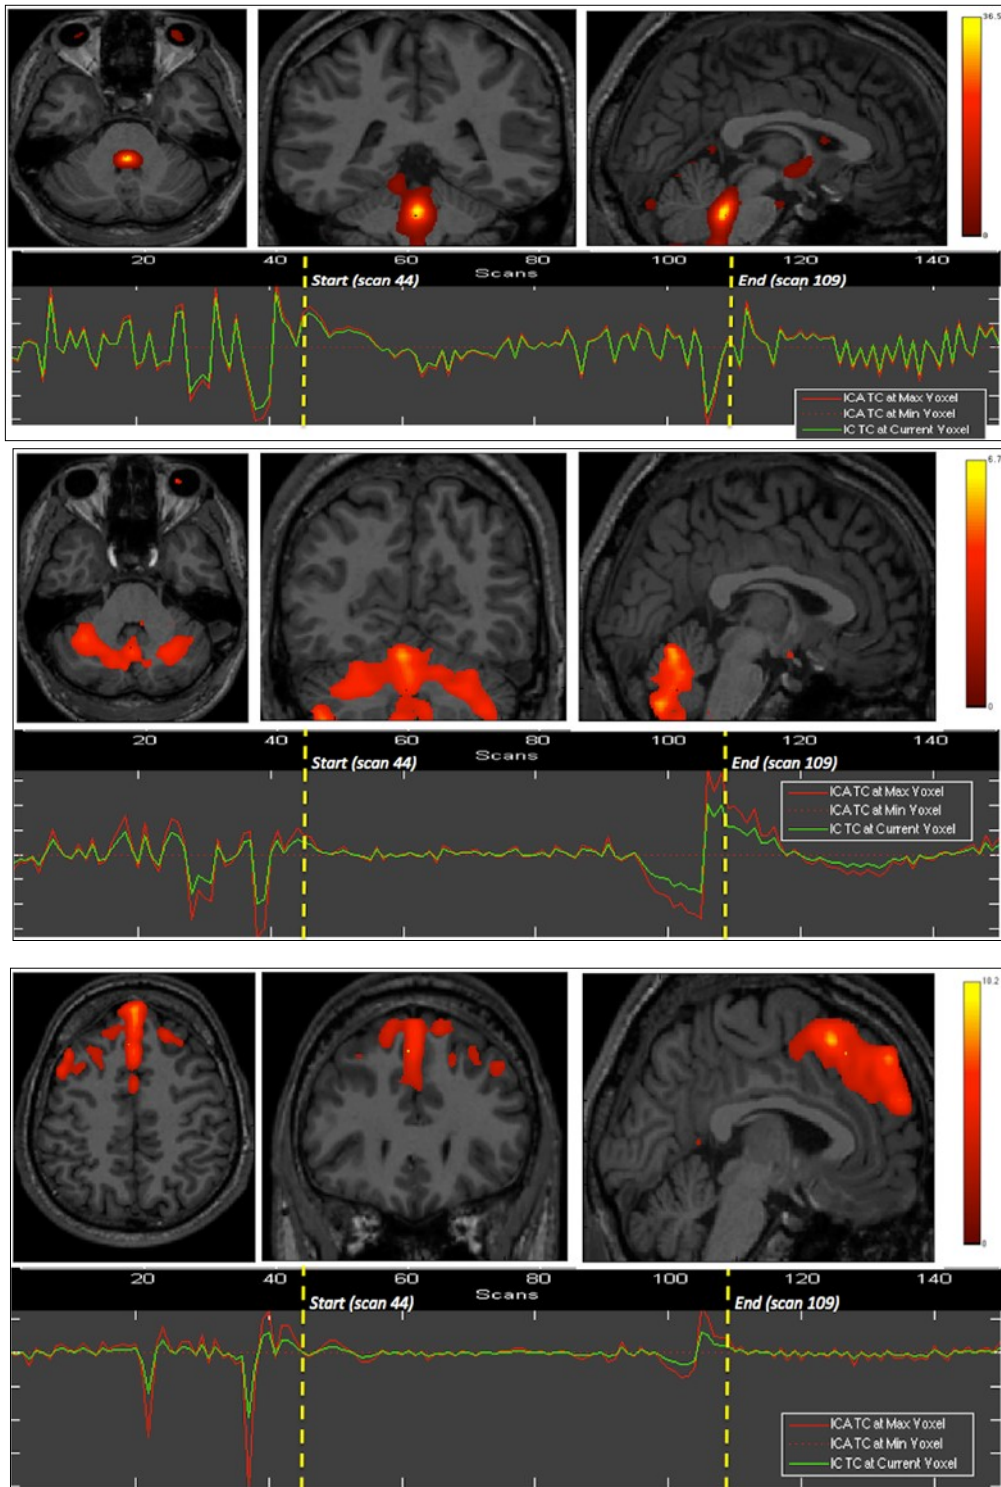 36.5
0
20 40 60 80 100 120 140
Scans
Start (scan 44) End (scan 109)
ICA TC at Max Voxel
ICA TC at Min Voxel
IC TC at Current Voxel
6.7
0
20 40 60 80 100 120 140
Scans
Start (scan 44) End (scan 109)
ICA TC at Max Voxel
ICA TC at Min Voxel
IC TC at Current Voxel
10.2
0
20 40 60 80 100 120 140
Scans
Start (scan 44) End (scan 109)
ICA TC at Max Voxel
ICA TC at Min Voxel
IC TC at Current Voxel